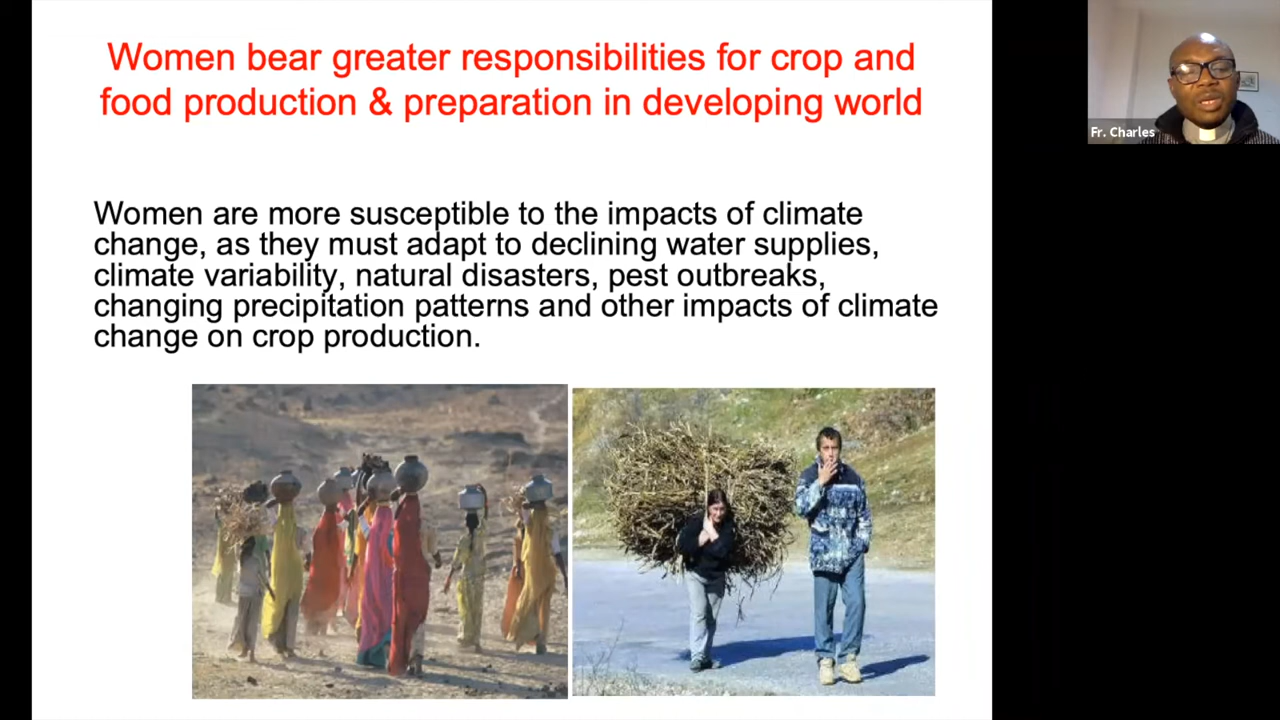 Women bear greater responsibilities for crop and
food production & preparation in developing world
Women are more susceptible to the impacts of climate
change, as they must adapt to declining water supplies,
climate variability, natural disasters, pest outbreaks,
changing precipitation patterns and other impacts of climate
change on crop production.
Fr. Charles